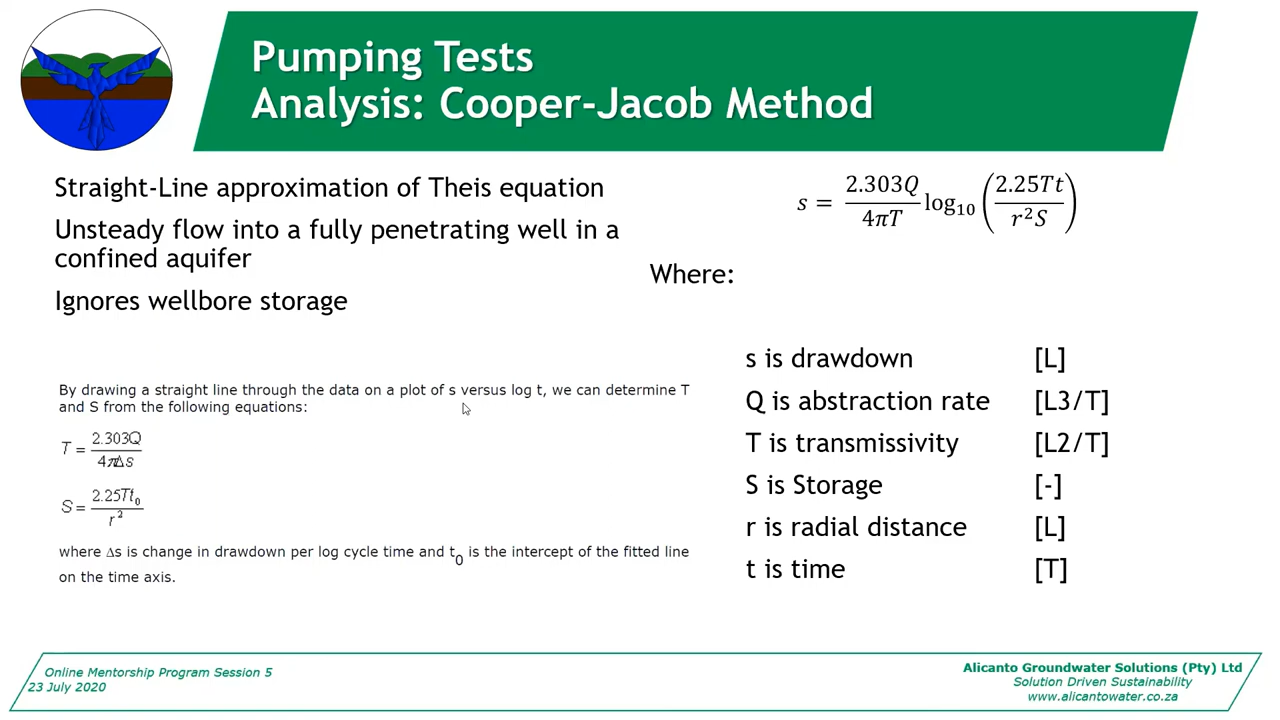 Pumping Tests
Analysis: Cooper-Jacob Method
Straight-Line approximation of Theis equation
Unsteady flow into a fully penetrating well in a
confined aquifer
Ignores wellbore storage
s = 2.303Q/4πT log₁₀ (2.25Tt/r²S)
Where:
By drawing a straight line through the data on a plot of s versus log t, we can determine T
and S from the following equations:
T = 2.303Q/4πΔs
S = 2.25Tt₀/r²
where Δs is change in drawdown per log cycle time and t₀ is the intercept of the fitted line
on the time axis.
s is drawdown [L]
Q is abstraction rate [L3/T]
T is transmissivity [L2/T]
S is Storage [-]
r is radial distance [L]
t is time [T]
Online Mentorship Program Session 5
23 July 2020
Alicanto Groundwater Solutions (Pty) Ltd
Solution Driven Sustainability
www.alicantowater.co.za